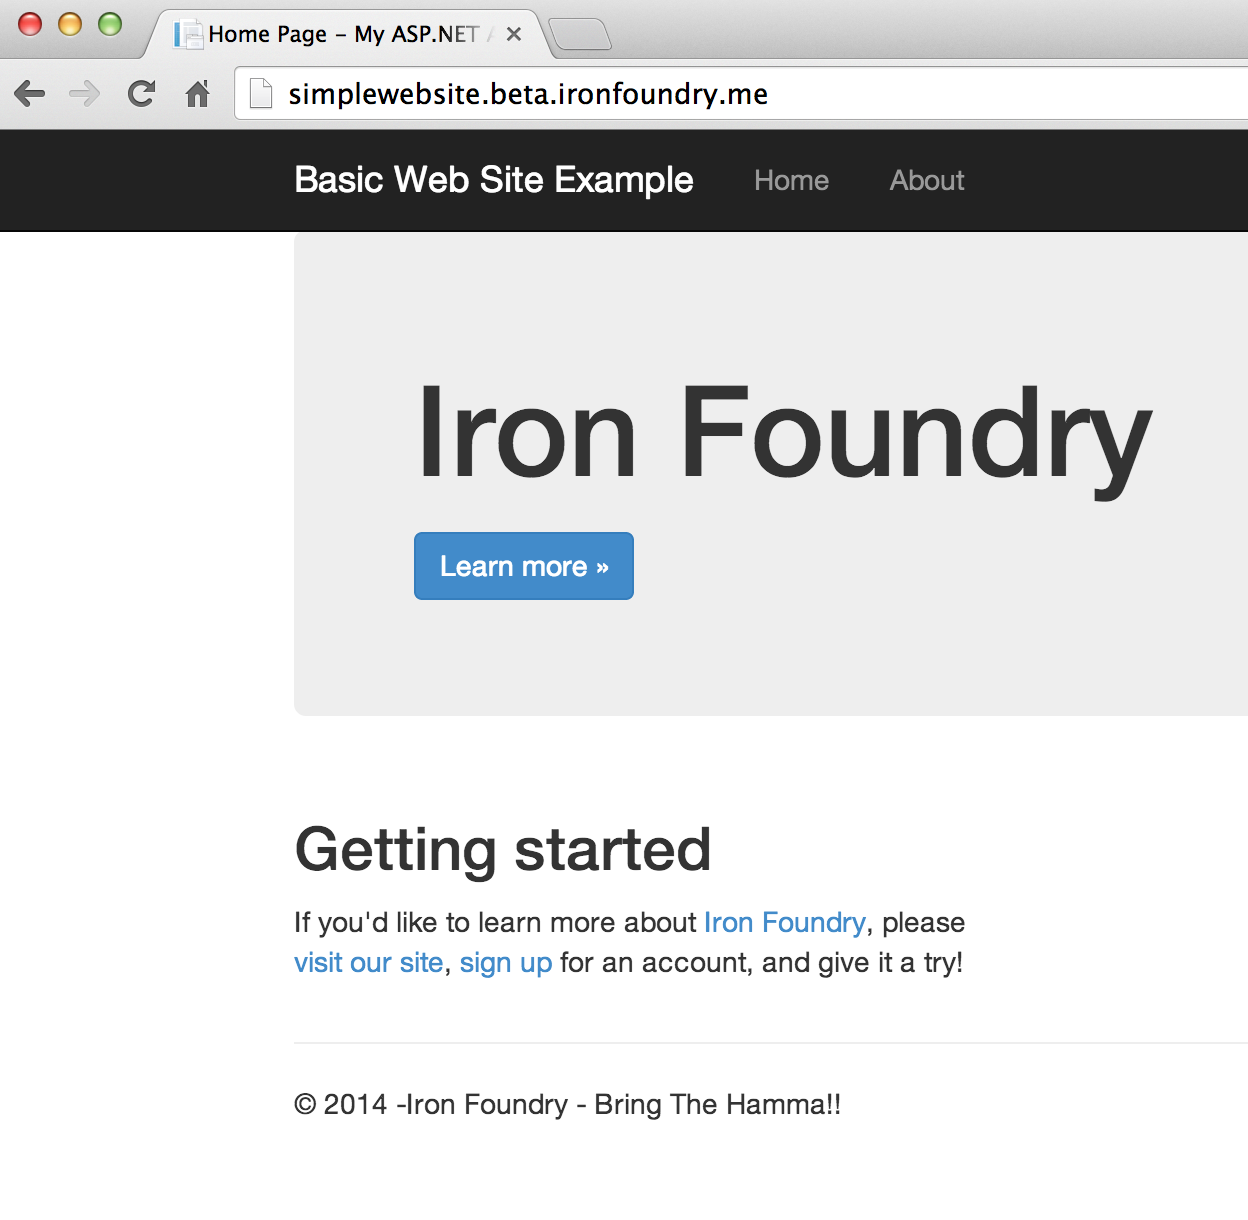 Home Page – My ASP.NET
simplewebsite.beta.ironfoundry.me
Basic Web Site Example Home About
Iron Foundry
Learn more »
Getting started
If you'd like to learn more about Iron Foundry, please
visit our site, sign up for an account, and give it a try!
© 2014 -Iron Foundry - Bring The Hamma!!